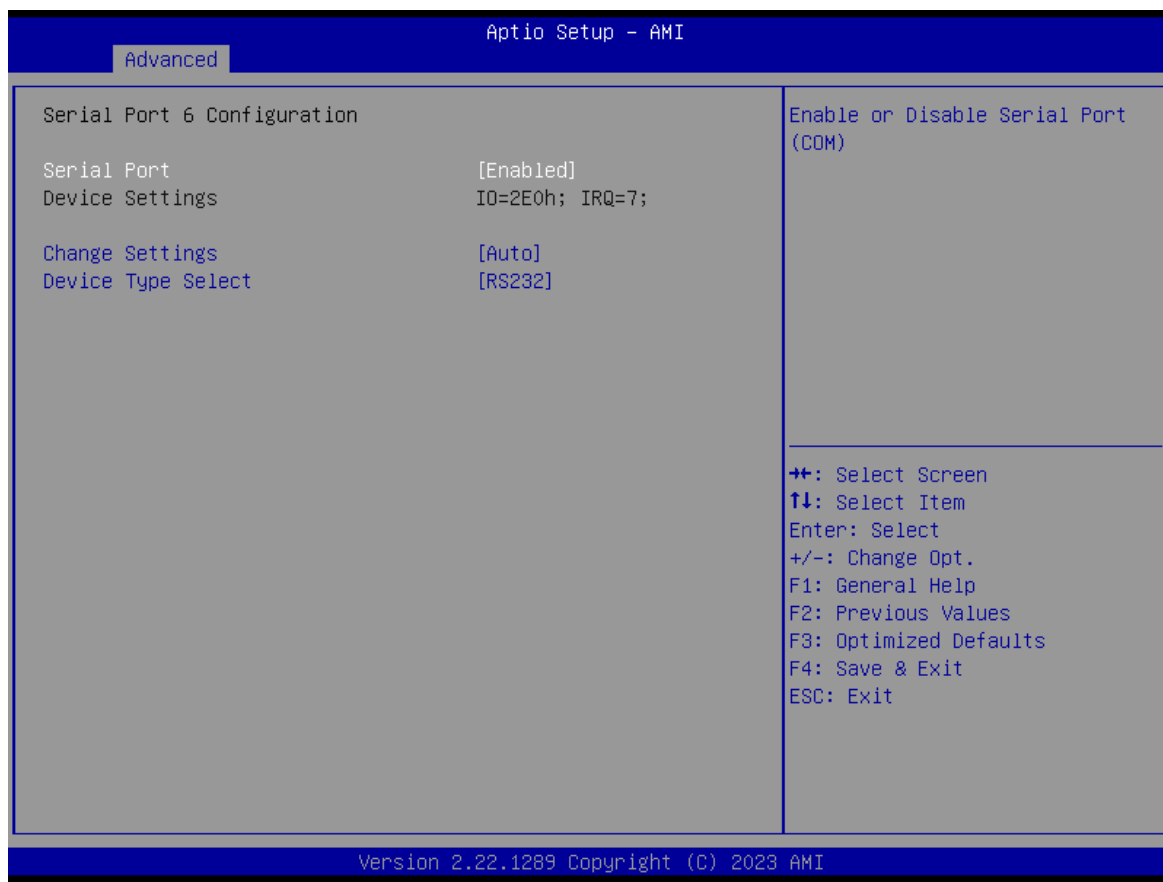 Aptio Setup – AMI
Advanced
Serial Port 6 Configuration
Serial Port [Enabled]
Device Settings IO=2E0h; IRQ=7;
Change Settings [Auto]
Device Type Select [RS232]
Enable or Disable Serial Port
(COM)
→←: Select Screen
↑↓: Select Item
Enter: Select
+/-: Change Opt.
F1: General Help
F2: Previous Values
F3: Optimized Defaults
F4: Save & Exit
ESC: Exit
Version 2.22.1289 Copyright (C) 2023 AMI